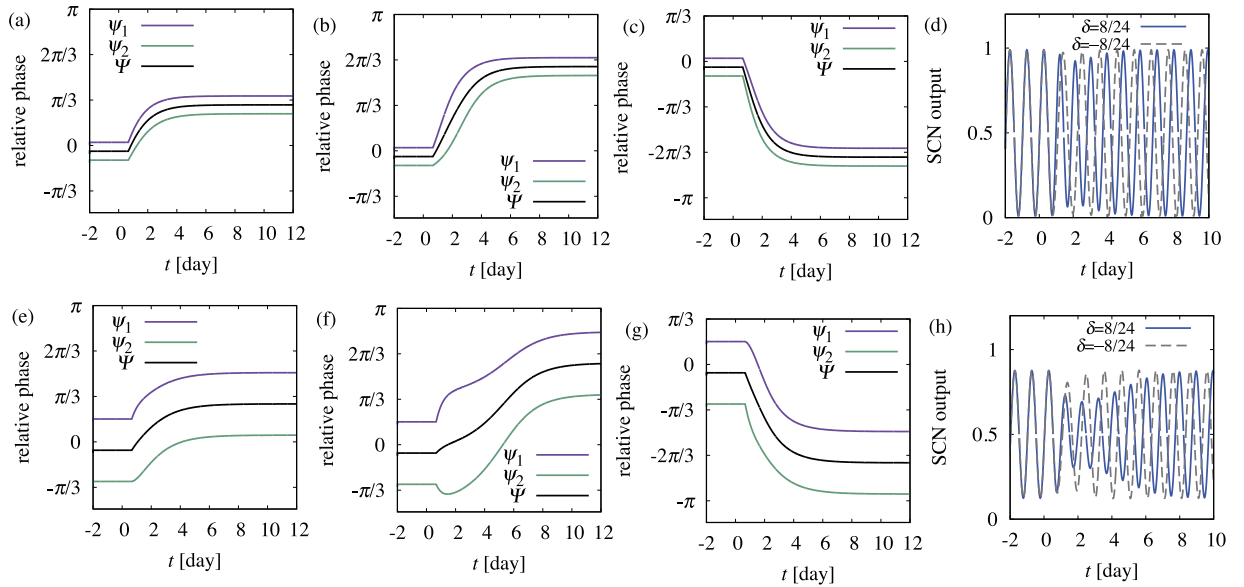 (a)
π
2π/3
π/3
0
-π/3
relative phase
ψ1
ψ2
Ψ
-2 0 2 4 6 8 10 12
t [day]
(b)
π
2π/3
π/3
0
-π/3
relative phase
ψ1
ψ2
Ψ
-2 0 2 4 6 8 10 12
t [day]
(c)
π/3
0
-π/3
-2π/3
-π
relative phase
ψ1
ψ2
Ψ
-2 0 2 4 6 8 10 12
t [day]
(d)
δ=8/24
δ=−8/24
1
0.5
0
SCN output
-2 0 2 4 6 8 10
t [day]
(e)
π
2π/3
π/3
0
-π/3
relative phase
ψ1
ψ2
Ψ
-2 0 2 4 6 8 10 12
t [day]
(f)
π
2π/3
π/3
0
-π/3
relative phase
ψ1
ψ2
Ψ
-2 0 2 4 6 8 10 12
t [day]
(g)
π/3
0
-π/3
-2π/3
-π
relative phase
ψ1
ψ2
Ψ
-2 0 2 4 6 8 10 12
t [day]
(h)
δ=8/24
δ=−8/24
1
0.5
0
SCN output
-2 0 2 4 6 8 10
t [day]